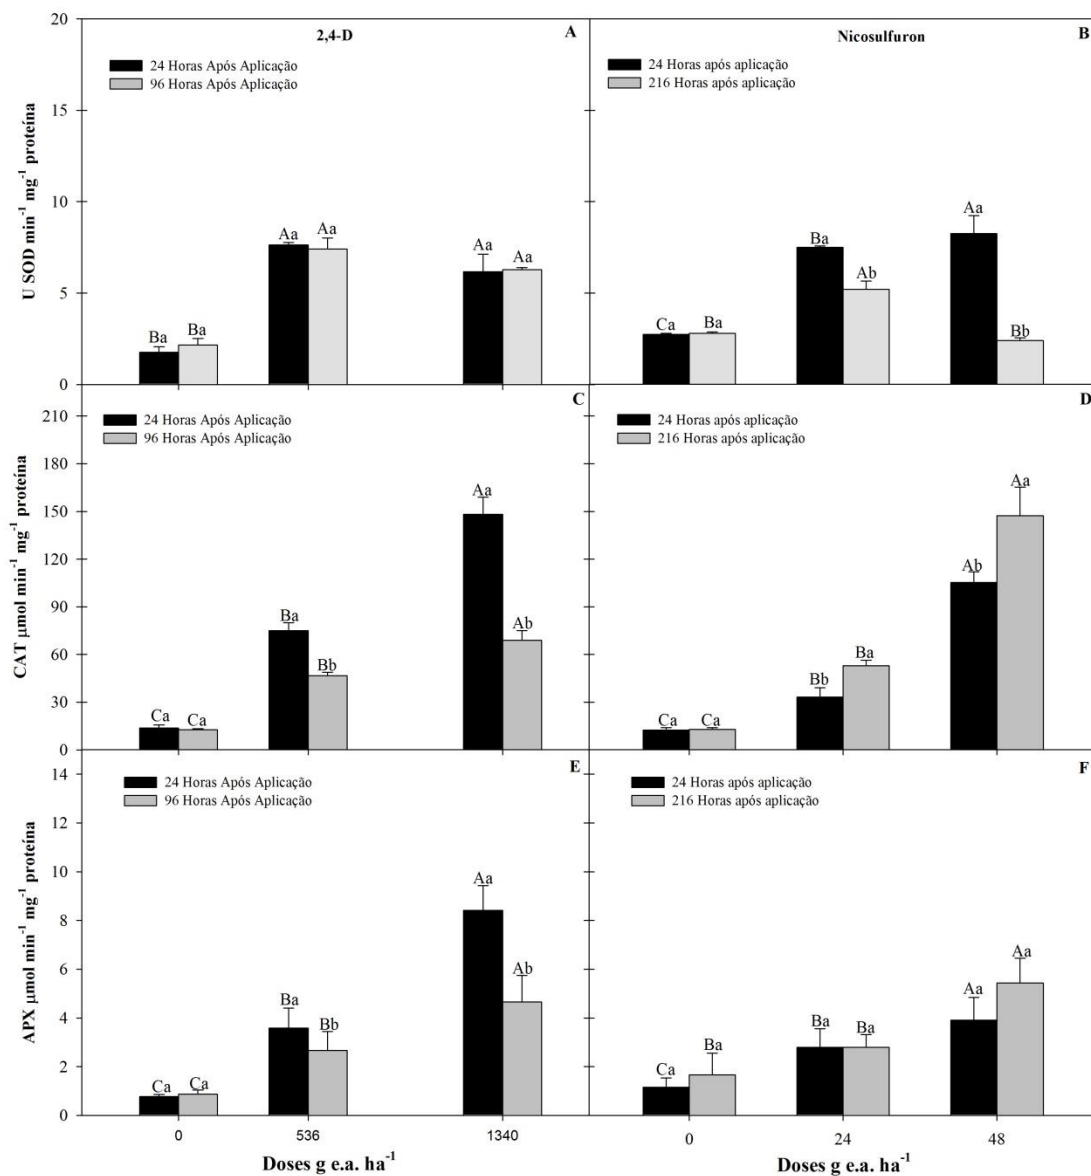 2,4-D
A
24 Horas Após Aplicação
96 Horas Após Aplicação
U SOD min⁻¹ mg⁻¹ proteína
20
15
10
5
0
Ba
Ba
Aa
Aa
Aa
Aa
Nicosulfuron
B
24 Horas após aplicação
216 Horas após aplicação
Ca
Ba
Ba
Ab
Aa
Bb
C
24 Horas Após Aplicação
96 Horas Após Aplicação
CAT µmol min⁻¹ mg⁻¹ proteína
210
180
150
120
90
60
30
0
Ca
Ca
Ba
Bb
Aa
Ab
D
24 Horas após aplicação
216 Horas após aplicação
Ca
Ca
Bb
Ba
Ab
Aa
E
24 Horas Após Aplicação
96 Horas Após Aplicação
APX µmol min⁻¹ mg⁻¹ proteína
14
12
10
8
6
4
2
0
Ca
Ca
Ba
Bb
Aa
Ab
0
536
1340
Doses g e.a. ha⁻¹
F
24 Horas após aplicação
216 Horas após aplicação
Ca
Ba
Ba
Ba
Aa
Aa
0
24
48
Doses g e.a. ha⁻¹